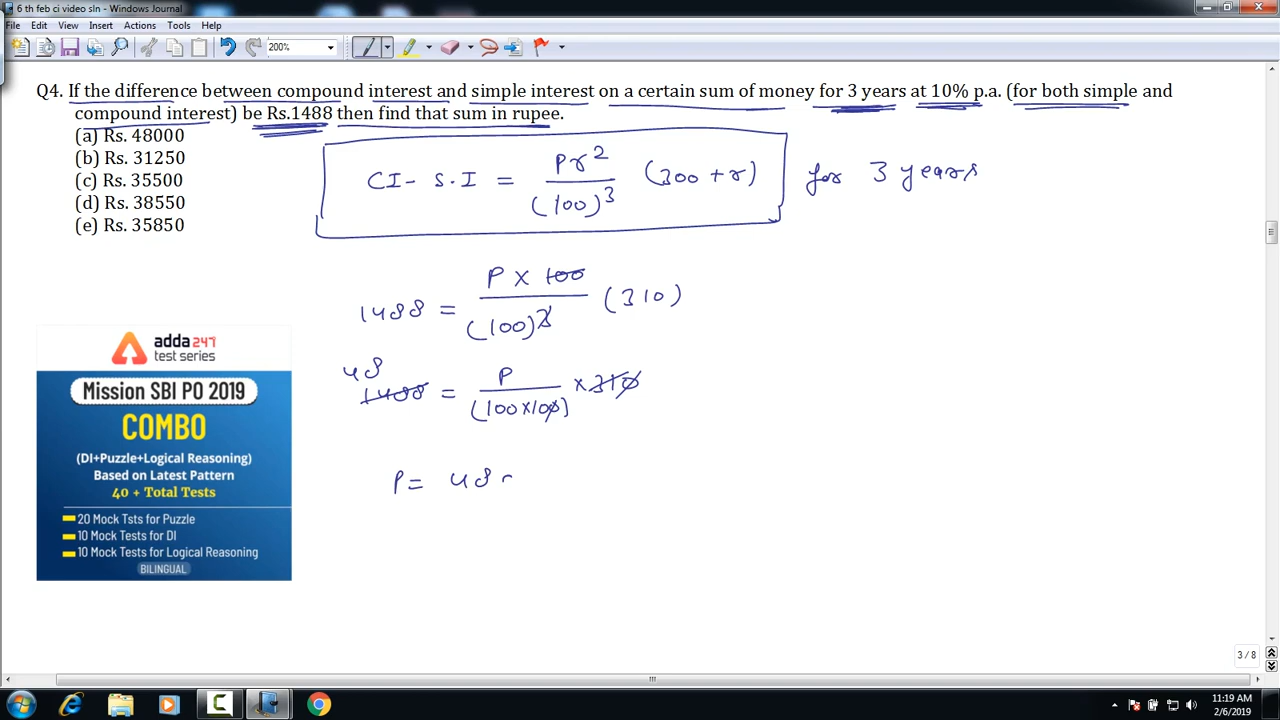 6 th feb ci video sln - Windows Journal
File Edit View Insert Actions Tools Help
200%
Q4. If the difference between compound interest and simple interest on a certain sum of money for 3 years at 10% p.a. (for both simple and
compound interest) be Rs.1488 then find that sum in rupee.
(a) Rs. 48000
(b) Rs. 31250
(c) Rs. 35500
(d) Rs. 38550
(e) Rs. 35850
CI- S.I = Pr² / (100)³ (300 + r) for 3 years
1488 = P × 100 / (100)³ (310)
48
1488 = P / (100×100) × 310
P = 48
adda 247
test series
Mission SBI PO 2019
COMBO
(DI+Puzzle+Logical Reasoning)
Based on Latest Pattern
40 + Total Tests
20 Mock Tsts for Puzzle
10 Mock Tests for DI
10 Mock Tests for Logical Reasoning
BILINGUAL
3 / 8
11:19 AM
2/6/2019